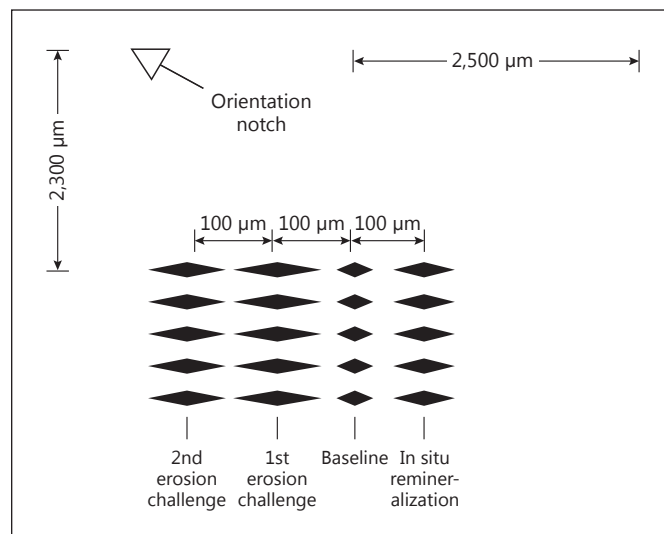 2,500 µm
Orientation
notch
2,300 µm
100 µm 100 µm 100 µm
2nd
erosion
challenge
1st
erosion
challenge
Baseline
In situ
reminer-
alization